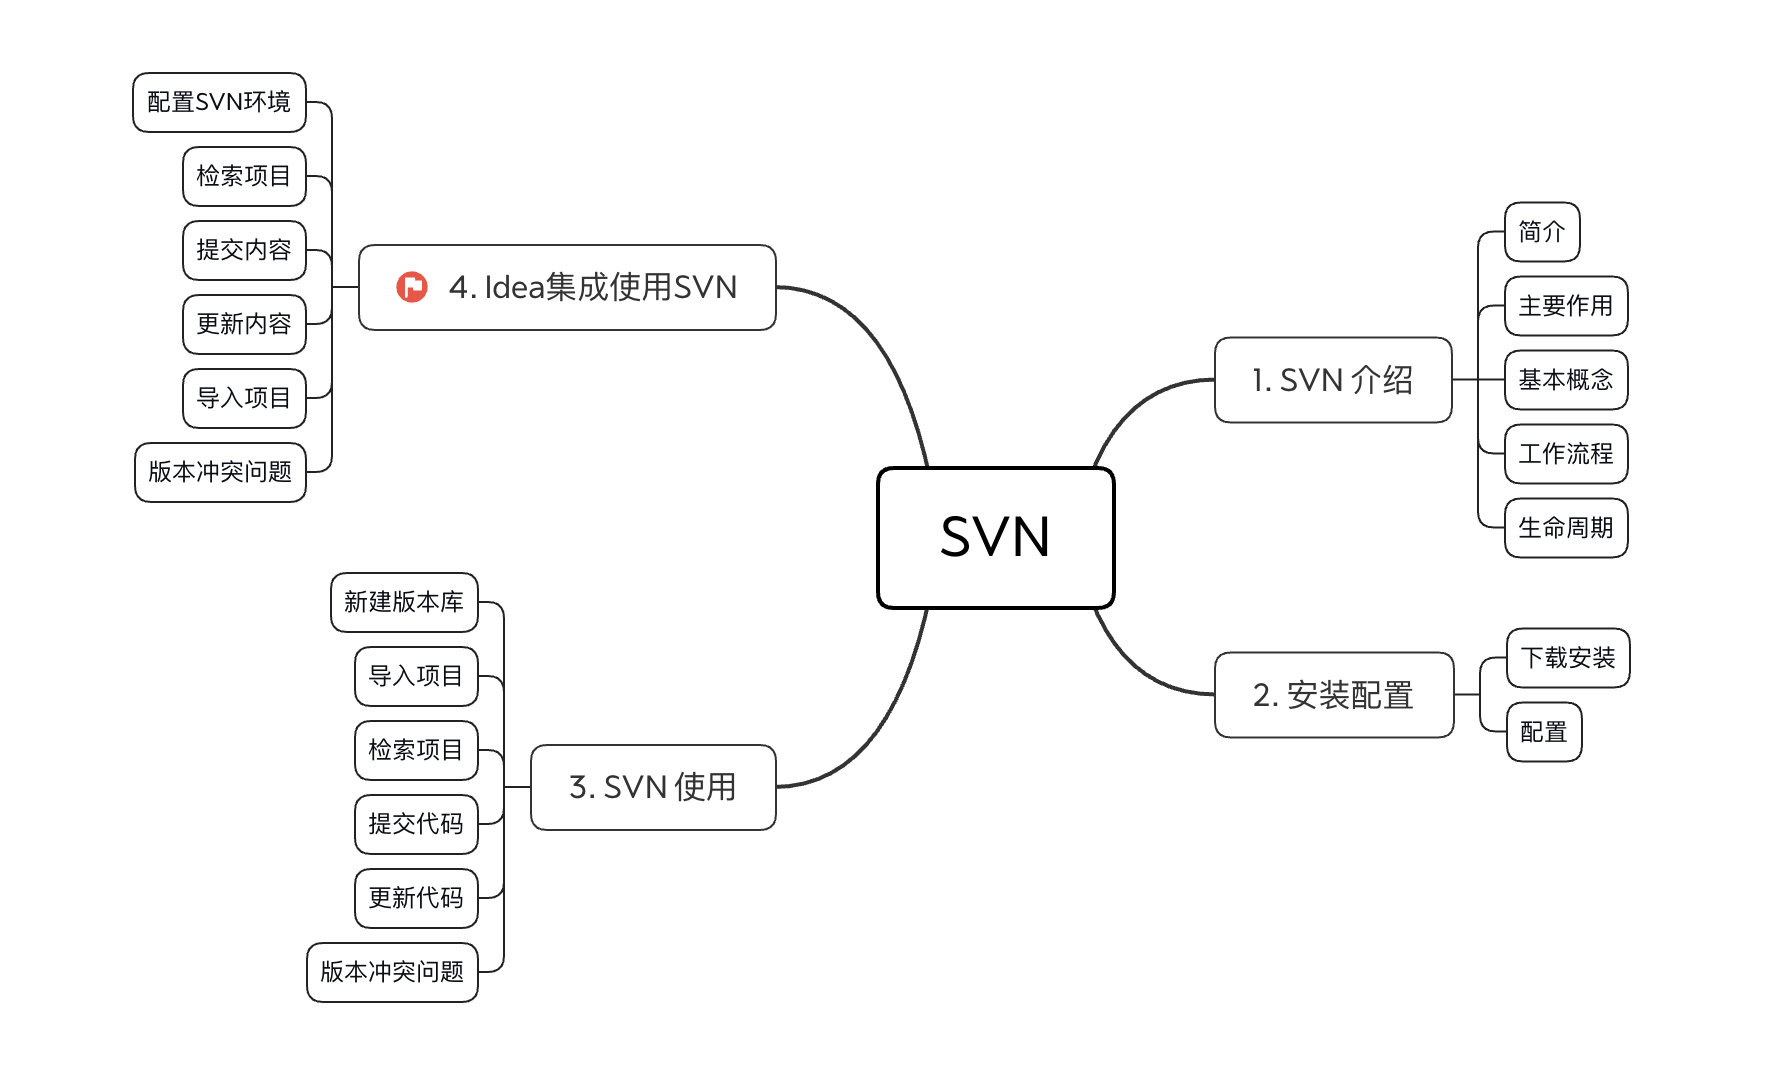 SVN
1. SVN 介绍
简介
主要作用
基本概念
工作流程
生命周期
2. 安装配置
下载安装
配置
3. SVN 使用
新建版本库
导入项目
检索项目
提交代码
更新代码
版本冲突问题
4. Idea集成使用SVN
配置SVN环境
检索项目
提交内容
更新内容
导入项目
版本冲突问题